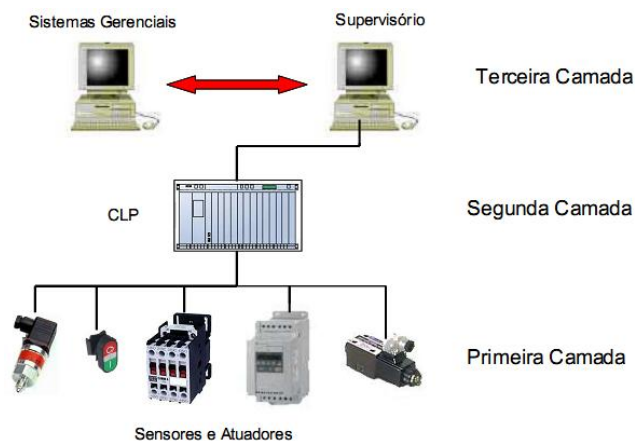 Sistemas Gerenciais
Supervisório
Terceira Camada
CLP
Segunda Camada
Primeira Camada
Sensores e Atuadores